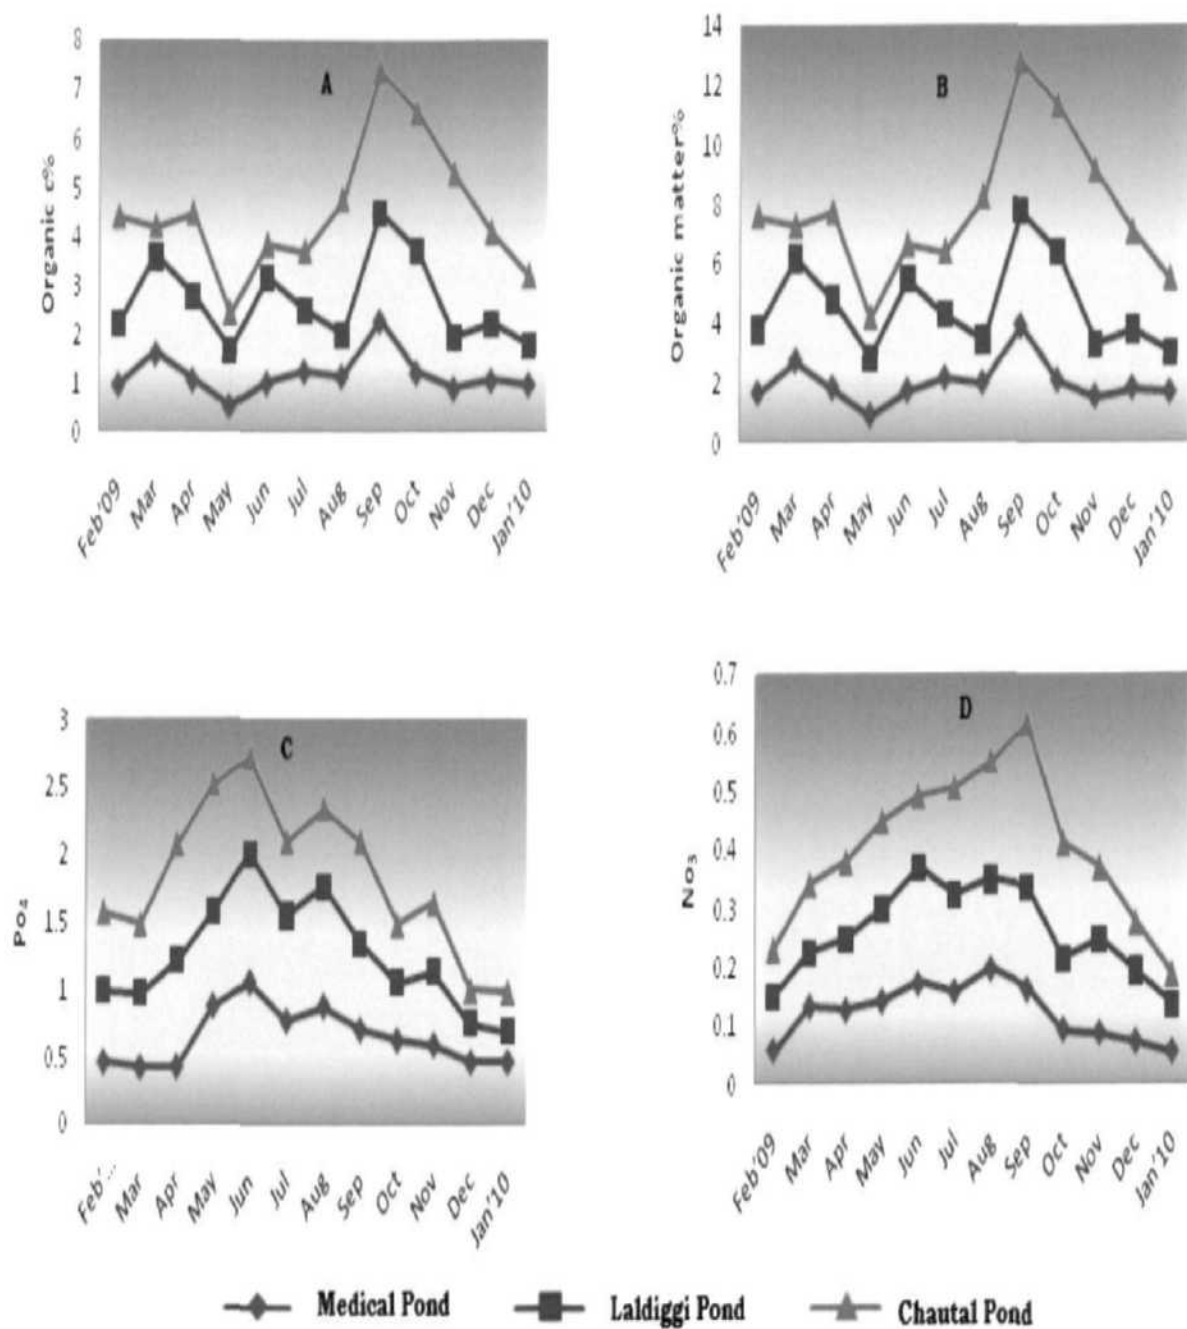 A
Organic c%
8
7
6
5
4
3
2
1
0
Feb'09
Mar
Apr
May
Jun
Jul
Aug
Sep
Oct
Nov
Dec
Jan'10
B
Organic matter%
14
12
10
8
6
4
2
0
Feb'09
Mar
Apr
May
Jun
Jul
Aug
Sep
Oct
Nov
Dec
Jan'10
C
Po₄
3
2.5
2
1.5
1
0.5
0
Feb'...
Mar
Apr
May
Jun
Jul
Aug
Sep
Oct
Nov
Dec
Jan'10
D
No₃
0.7
0.6
0.5
0.4
0.3
0.2
0.1
0
Feb'09
Mar
Apr
May
Jun
Jul
Aug
Sep
Oct
Nov
Dec
Jan'10
Medical Pond
Laldiggi Pond
Chautal Pond